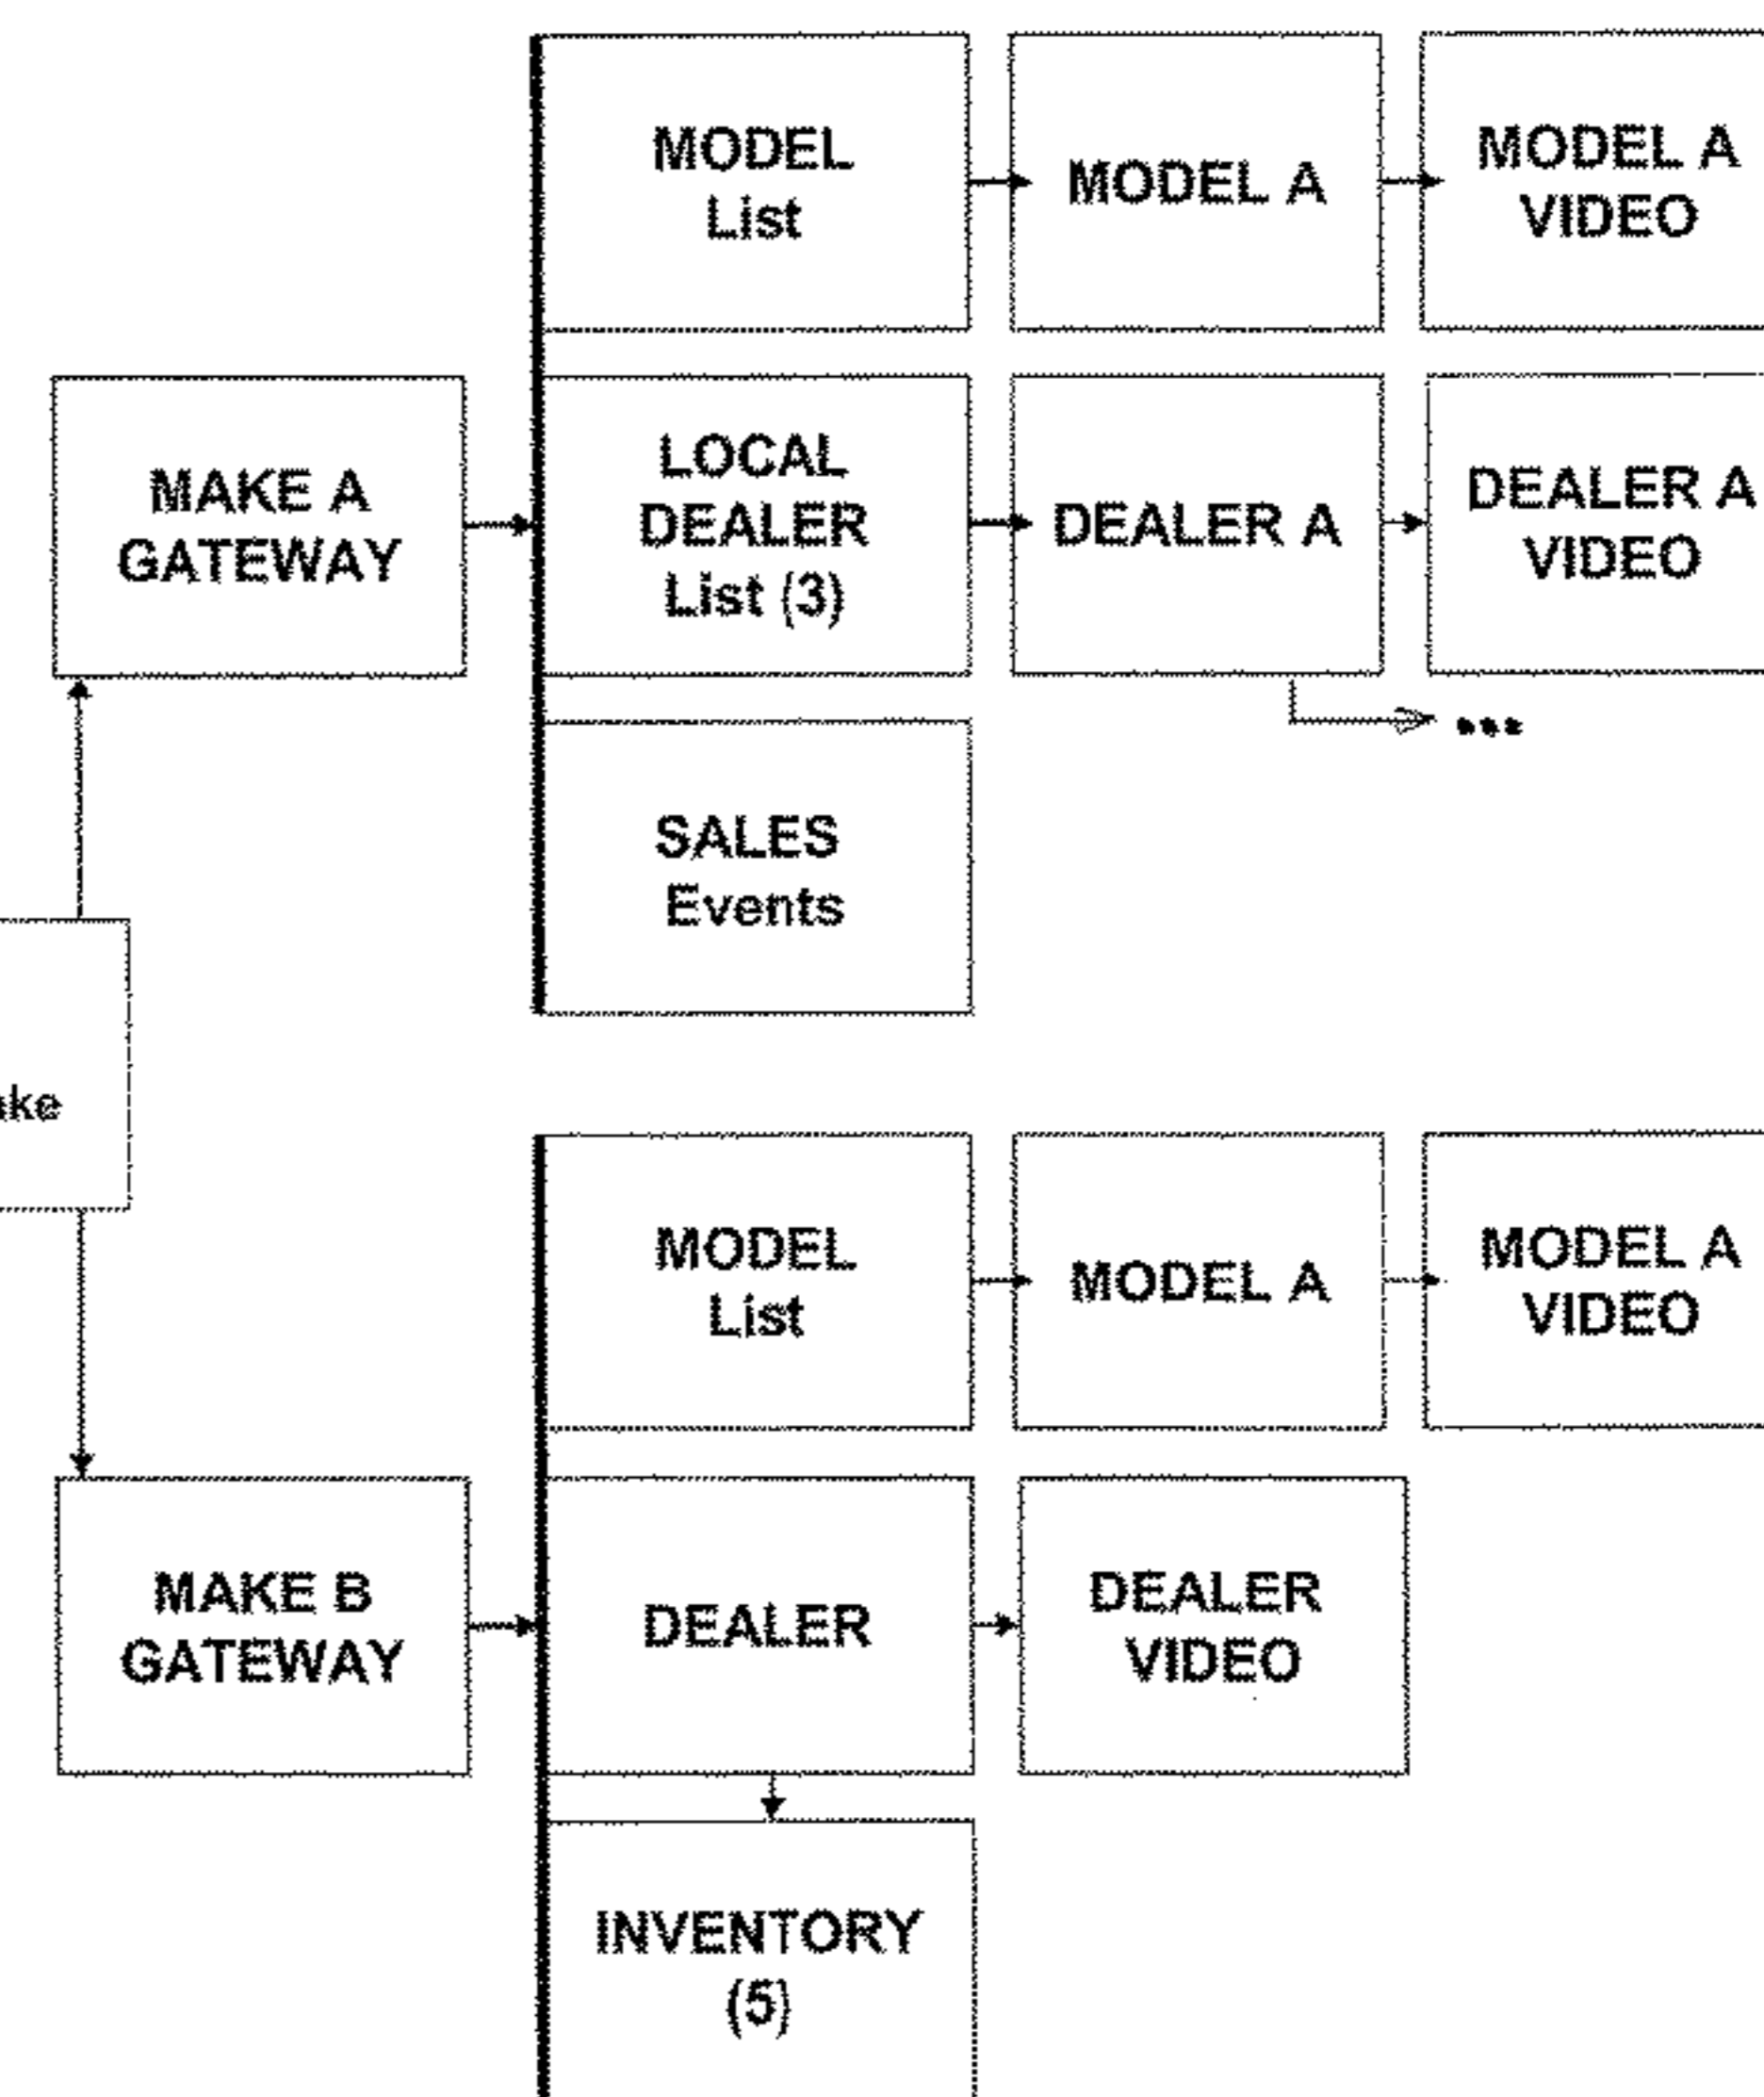 MODEL
List
MODEL A
MODEL A
VIDEO
MAKE A
GATEWAY
LOCAL
DEALER
List (3)
DEALER A
DEALER A
VIDEO
•••
SALES
Events
MODEL
List
MODEL A
MODEL A
VIDEO
MAKE B
GATEWAY
DEALER
DEALER
VIDEO
INVENTORY
(5)